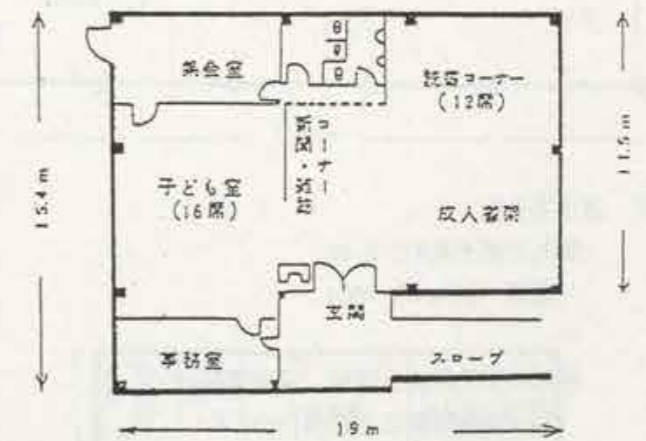 集会室
読書コーナー
(12席)
新聞・雑誌
コーナー
子ども室
(16席)
成人書架
玄関
事務室
スロープ
15.4m
11.5m
19m